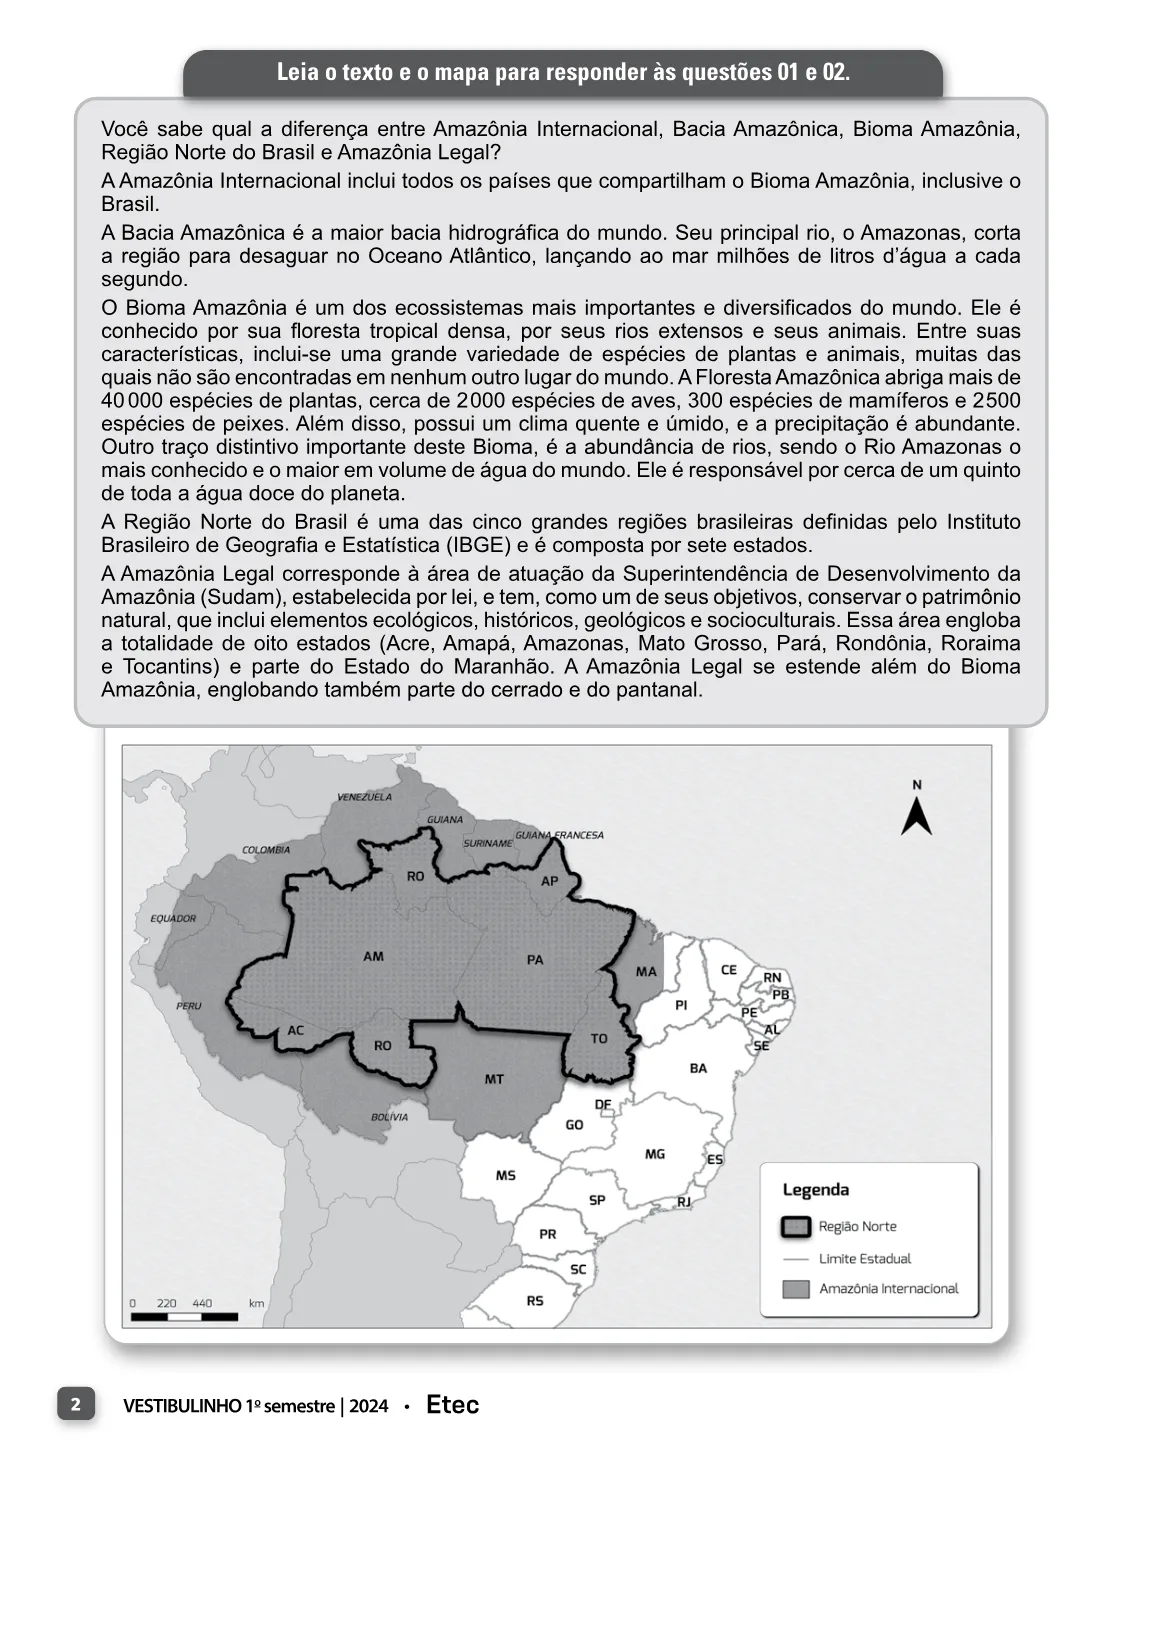 Leia o texto e o mapa para responder às questões 01 e 02.
Você sabe qual a diferença entre Amazônia Internacional, Bacia Amazônica, Bioma Amazônia,
Região Norte do Brasil e Amazônia Legal?
A Amazônia Internacional inclui todos os países que compartilham o Bioma Amazônia, inclusive o
Brasil.
A Bacia Amazônica é a maior bacia hidrográfica do mundo. Seu principal rio, o Amazonas, corta
a região para desaguar no Oceano Atlântico, lançando ao mar milhões de litros d’água a cada
segundo.
O Bioma Amazônia é um dos ecossistemas mais importantes e diversificados do mundo. Ele é
conhecido por sua floresta tropical densa, por seus rios extensos e seus animais. Entre suas
características, inclui-se uma grande variedade de espécies de plantas e animais, muitas das
quais não são encontradas em nenhum outro lugar do mundo. A Floresta Amazônica abriga mais de
40 000 espécies de plantas, cerca de 2 000 espécies de aves, 300 espécies de mamíferos e 2 500
espécies de peixes. Além disso, possui um clima quente e úmido, e a precipitação é abundante.
Outro traço distintivo importante deste Bioma, é a abundância de rios, sendo o Rio Amazonas o
mais conhecido e o maior em volume de água do mundo. Ele é responsável por cerca de um quinto
de toda a água doce do planeta.
A Região Norte do Brasil é uma das cinco grandes regiões brasileiras definidas pelo Instituto
Brasileiro de Geografia e Estatística (IBGE) e é composta por sete estados.
A Amazônia Legal corresponde à área de atuação da Superintendência de Desenvolvimento da
Amazônia (Sudam), estabelecida por lei, e tem, como um de seus objetivos, conservar o patrimônio
natural, que inclui elementos ecológicos, históricos, geológicos e socioculturais. Essa área engloba
a totalidade de oito estados (Acre, Amapá, Amazonas, Mato Grosso, Pará, Rondônia, Roraima
e Tocantins) e parte do Estado do Maranhão. A Amazônia Legal se estende além do Bioma
Amazônia, englobando também parte do cerrado e do pantanal.
N
VENEZUELA
GUIANA
SURINAME
GUIANA FRANCESA
COLOMBIA
RO
AP
EQUADOR
AM
PA
MA
CE
RN
PB
PERU
PI
PE
AL
SE
AC
RO
TO
BA
MT
DF
BOLÍVIA
GO
MG
ES
MS
SP
RJ
PR
SC
RS
Legenda
Região Norte
Limite Estadual
Amazônia Internacional
0 220 440 km
2 VESTIBULINHO 1º semestre | 2024 • Etec